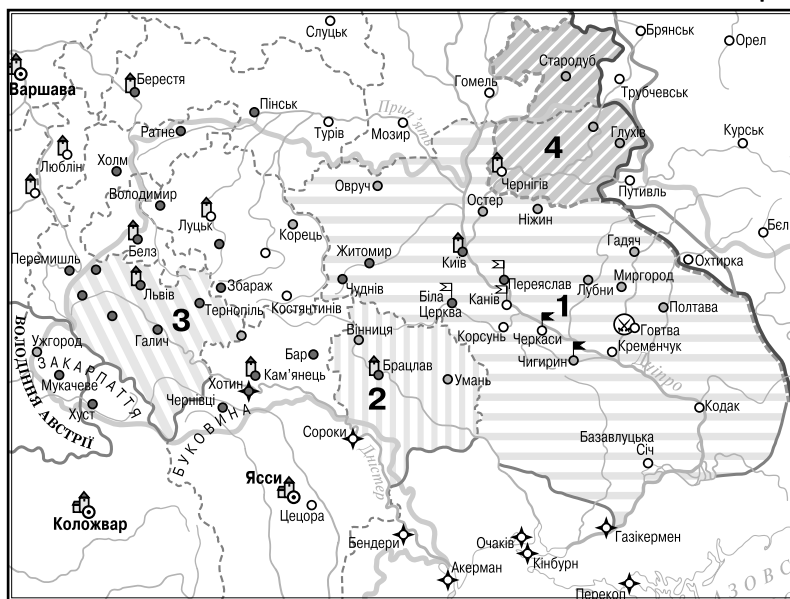 Слуцьк
Брянськ
Орел
Варшава
Берестя
Стародуб
Гомель
Трубчевськ
Пінськ
Прип'ять
Ратне
Турів
Мозир
Глухів
Курськ
4
Люблін
Холм
Чернігів
Путивль
Володимир
Овруч
Остер
Ніжин
Луцьк
Корець
Бєл
Белз
Гадяч
Перемишль
Житомир
Київ
Охтирка
Львів
Збараж
Чуднів
Переяслав
Миргород
Лубни
Біла
Церква
Канів
1
Тернопіль
Костянтинів
Полтава
3
Вінниця
Корсунь
Черкаси
Говтва
Галич
Кременчук
Ужгород
ЗАКАРПАТТЯ
Бар
Чигирин
Дніпро
Мукачеве
Хотин
Кам'янець
Брацлав
Умань
2
Хуст
Чернівці
Кодак
ВОЛОДІННЯ АВСТРІЇ
БУКОВИНА
Сороки
Базавлуцька
Січ
Дністер
Ясси
Коложвар
Цецора
Бендери
Очаків
Газікермен
Кінбурн
Акерман
Перекоп
АЗОВС